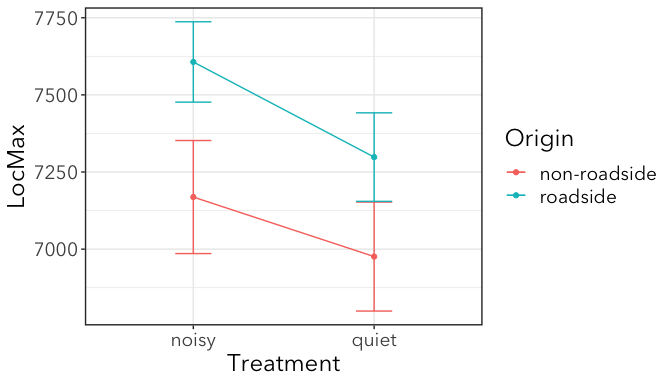 7750
7500
7250
7000
LocMax
noisy
quiet
Treatment
Origin
non-roadside
roadside